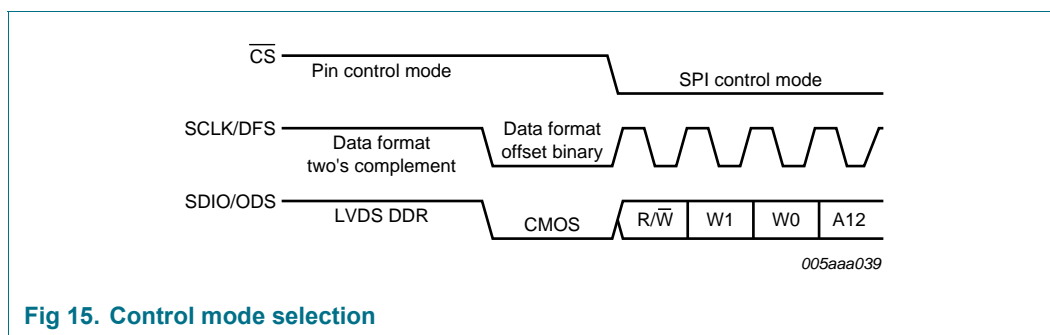 C̅S̅
Pin control mode
SPI control mode
SCLK/DFS
Data format
two's complement
Data format
offset binary
SDIO/ODS
LVDS DDR
CMOS
R/W̅
W1
W0
A12
005aaa039
Fig 15. Control mode selection